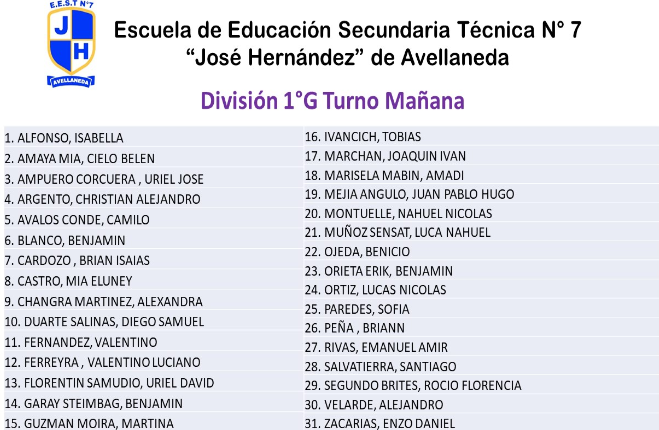 E.E.S.T N°7
J
H
AVELLANEDA
Escuela de Educación Secundaria Técnica N° 7
“José Hernández” de Avellaneda
División 1°G Turno Mañana
1. ALFONSO, ISABELLA
2. AMAYA MIA, CIELO BELEN
3. AMPUERO CORCUERA , URIEL JOSE
4. ARGENTO, CHRISTIAN ALEJANDRO
5. AVALOS CONDE, CAMILO
6. BLANCO, BENJAMIN
7. CARDOZO , BRIAN ISAIAS
8. CASTRO, MIA ELUNEY
9. CHANGRA MARTINEZ, ALEXANDRA
10. DUARTE SALINAS, DIEGO SAMUEL
11. FERNANDEZ, VALENTINO
12. FERREYRA , VALENTINO LUCIANO
13. FLORENTIN SAMUDIO, URIEL DAVID
14. GARAY STEIMBAG, BENJAMIN
15. GUZMAN MOIRA, MARTINA
16. IVANCICH, TOBIAS
17. MARCHAN, JOAQUIN IVAN
18. MARISELA MABIN, AMADI
19. MEJIA ANGULO, JUAN PABLO HUGO
20. MONTUELLE, NAHUEL NICOLAS
21. MUÑOZ SENSAT, LUCA NAHUEL
22. OJEDA, BENICIO
23. ORIETA ERIK, BENJAMIN
24. ORTIZ, LUCAS NICOLAS
25. PAREDES, SOFIA
26. PEÑA , BRIANN
27. RIVAS, EMANUEL AMIR
28. SALVATIERRA, SANTIAGO
29. SEGUNDO BRITES, ROCIO FLORENCIA
30. VELARDE, ALEJANDRO
31. ZACARIAS, ENZO DANIEL